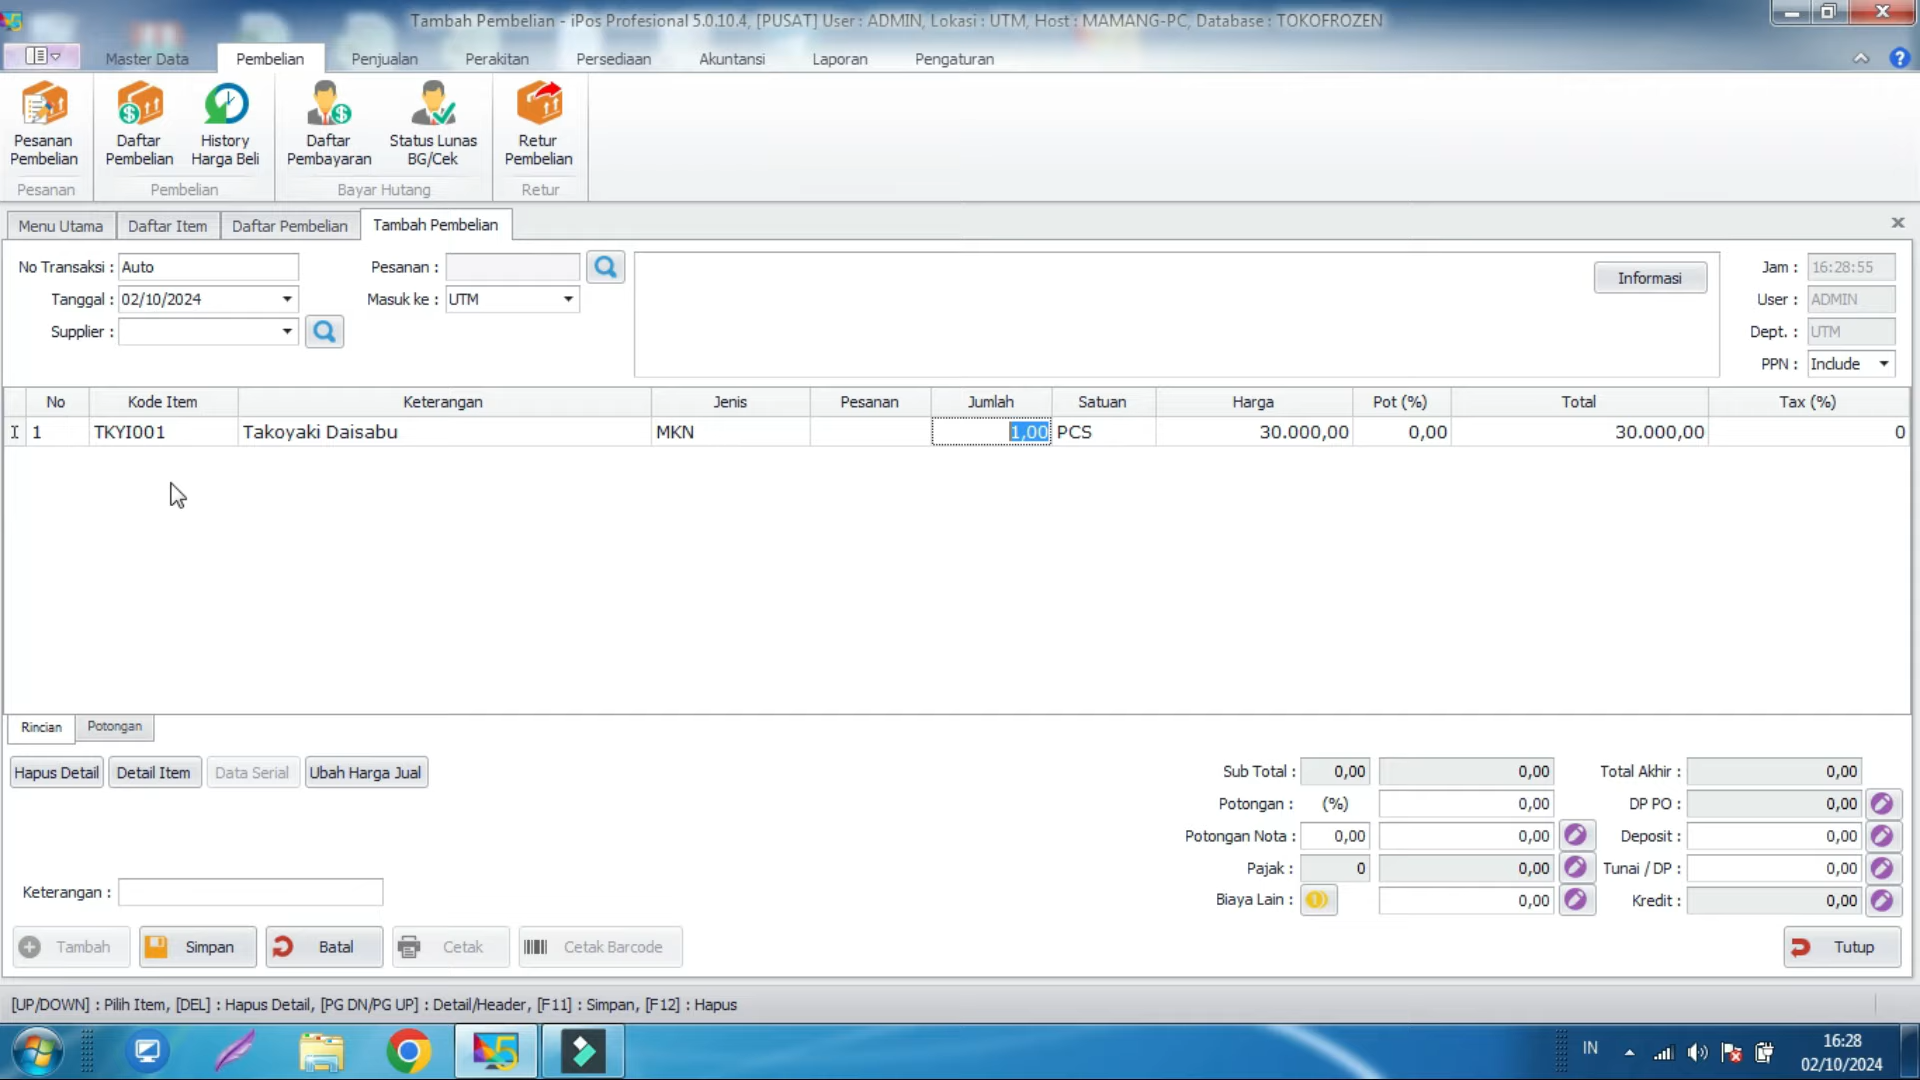 Tambah Pembelian - iPos Profesional 5.0.10.4, [PUSAT] User : ADMIN, Lokasi : UTM, Host : MAMANG-PC, Database : TOKOFROZEN
Master Data Pembelian Penjualan Perakitan Persediaan Akuntansi Laporan Pengaturan
Pesanan Pembelian
Daftar Pembelian
History Harga Beli
Daftar Pembayaran
Status Lunas BG/Cek
Retur Pembelian
Pesanan Pembelian Bayar Hutang Retur
Menu Utama Daftar Item Daftar Pembelian Tambah Pembelian
No Transaksi : Auto Pesanan : Informasi Jam : 16:28:55
Tanggal : 02/10/2024 Masuk ke : UTM User : ADMIN
Supplier : Dept. : UTM
PPN : Include
No Kode Item Keterangan Jenis Pesanan Jumlah Satuan Harga Pot (%) Total Tax (%)
1 TKYI001 Takoyaki Daisabu MKN 1,00 PCS 30.000,00 0,00 30.000,00 0
Rincian Potongan
Hapus Detail Detail Item Data Serial Ubah Harga Jual
Sub Total : 0,00 0,00 Total Akhir : 0,00
Potongan : (%) 0,00 DP PO : 0,00
Potongan Nota : 0,00 0,00 Deposit : 0,00
Pajak : 0 0,00 Tunai / DP : 0,00
Biaya Lain : 0,00 Kredit : 0,00
Keterangan :
Tambah Simpan Batal Cetak Cetak Barcode Tutup
[UP/DOWN] : Pilih Item, [DEL] : Hapus Detail, [PG DN/PG UP] : Detail/Header, [F11] : Simpan, [F12] : Hapus
IN 16:28
02/10/2024